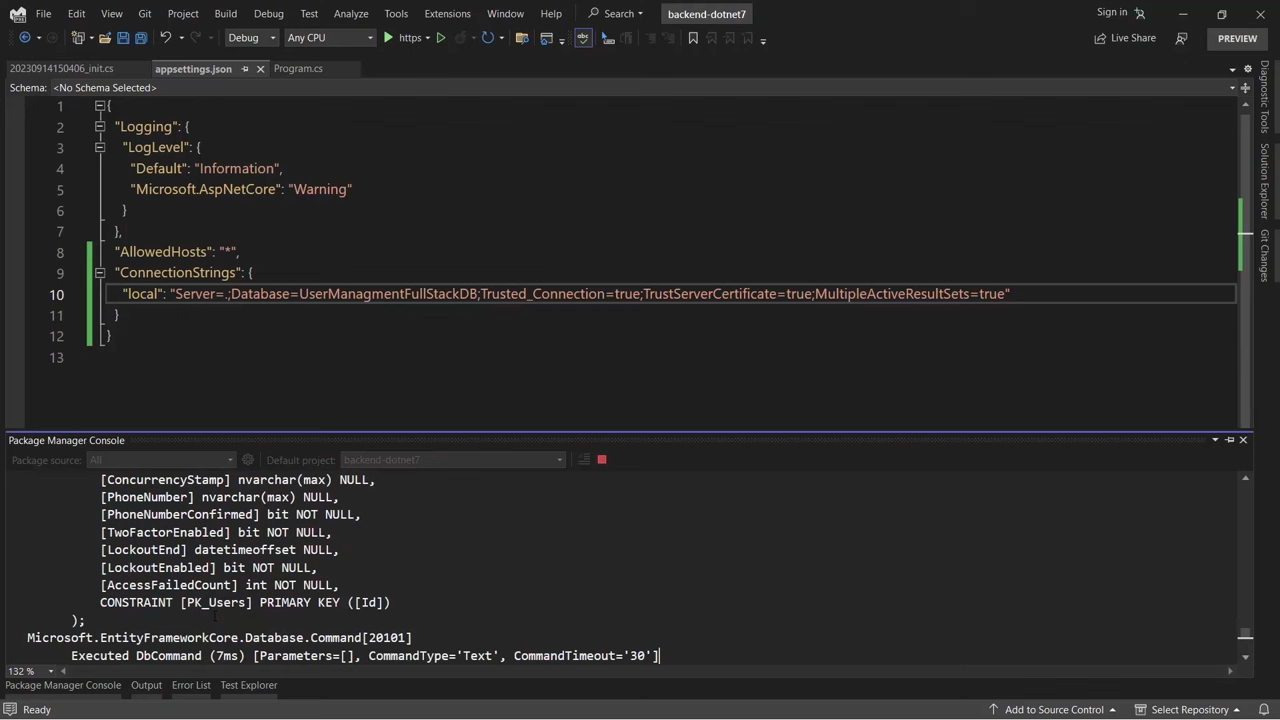 File Edit View Git Project Build Debug Test Analyze Tools Extensions Window Help Search backend-dotnet7 Sign in
Debug Any CPU https Live Share PREVIEW
20230914150406_init.cs appsettings.json Program.cs
Schema: <No Schema Selected>
1 {
2 "Logging": {
3 "LogLevel": {
4 "Default": "Information",
5 "Microsoft.AspNetCore": "Warning"
6 }
7 },
8 "AllowedHosts": "*",
9 "ConnectionStrings": {
10 "local": "Server=.;Database=UserManagmentFullStackDB;Trusted_Connection=true;TrustServerCertificate=true;MultipleActiveResultSets=true"
11 }
12 }
13
Diagnostic Tools
Solution Explorer
Git Changes
Package Manager Console
Package source: All Default project: backend-dotnet7
[ConcurrencyStamp] nvarchar(max) NULL,
[PhoneNumber] nvarchar(max) NULL,
[PhoneNumberConfirmed] bit NOT NULL,
[TwoFactorEnabled] bit NOT NULL,
[LockoutEnd] datetimeoffset NULL,
[LockoutEnabled] bit NOT NULL,
[AccessFailedCount] int NOT NULL,
CONSTRAINT [PK_Users] PRIMARY KEY ([Id])
);
Microsoft.EntityFrameworkCore.Database.Command[20101]
Executed DbCommand (7ms) [Parameters=[], CommandType='Text', CommandTimeout='30']
132 %
Package Manager Console Output Error List Test Explorer
Ready Add to Source Control Select Repository